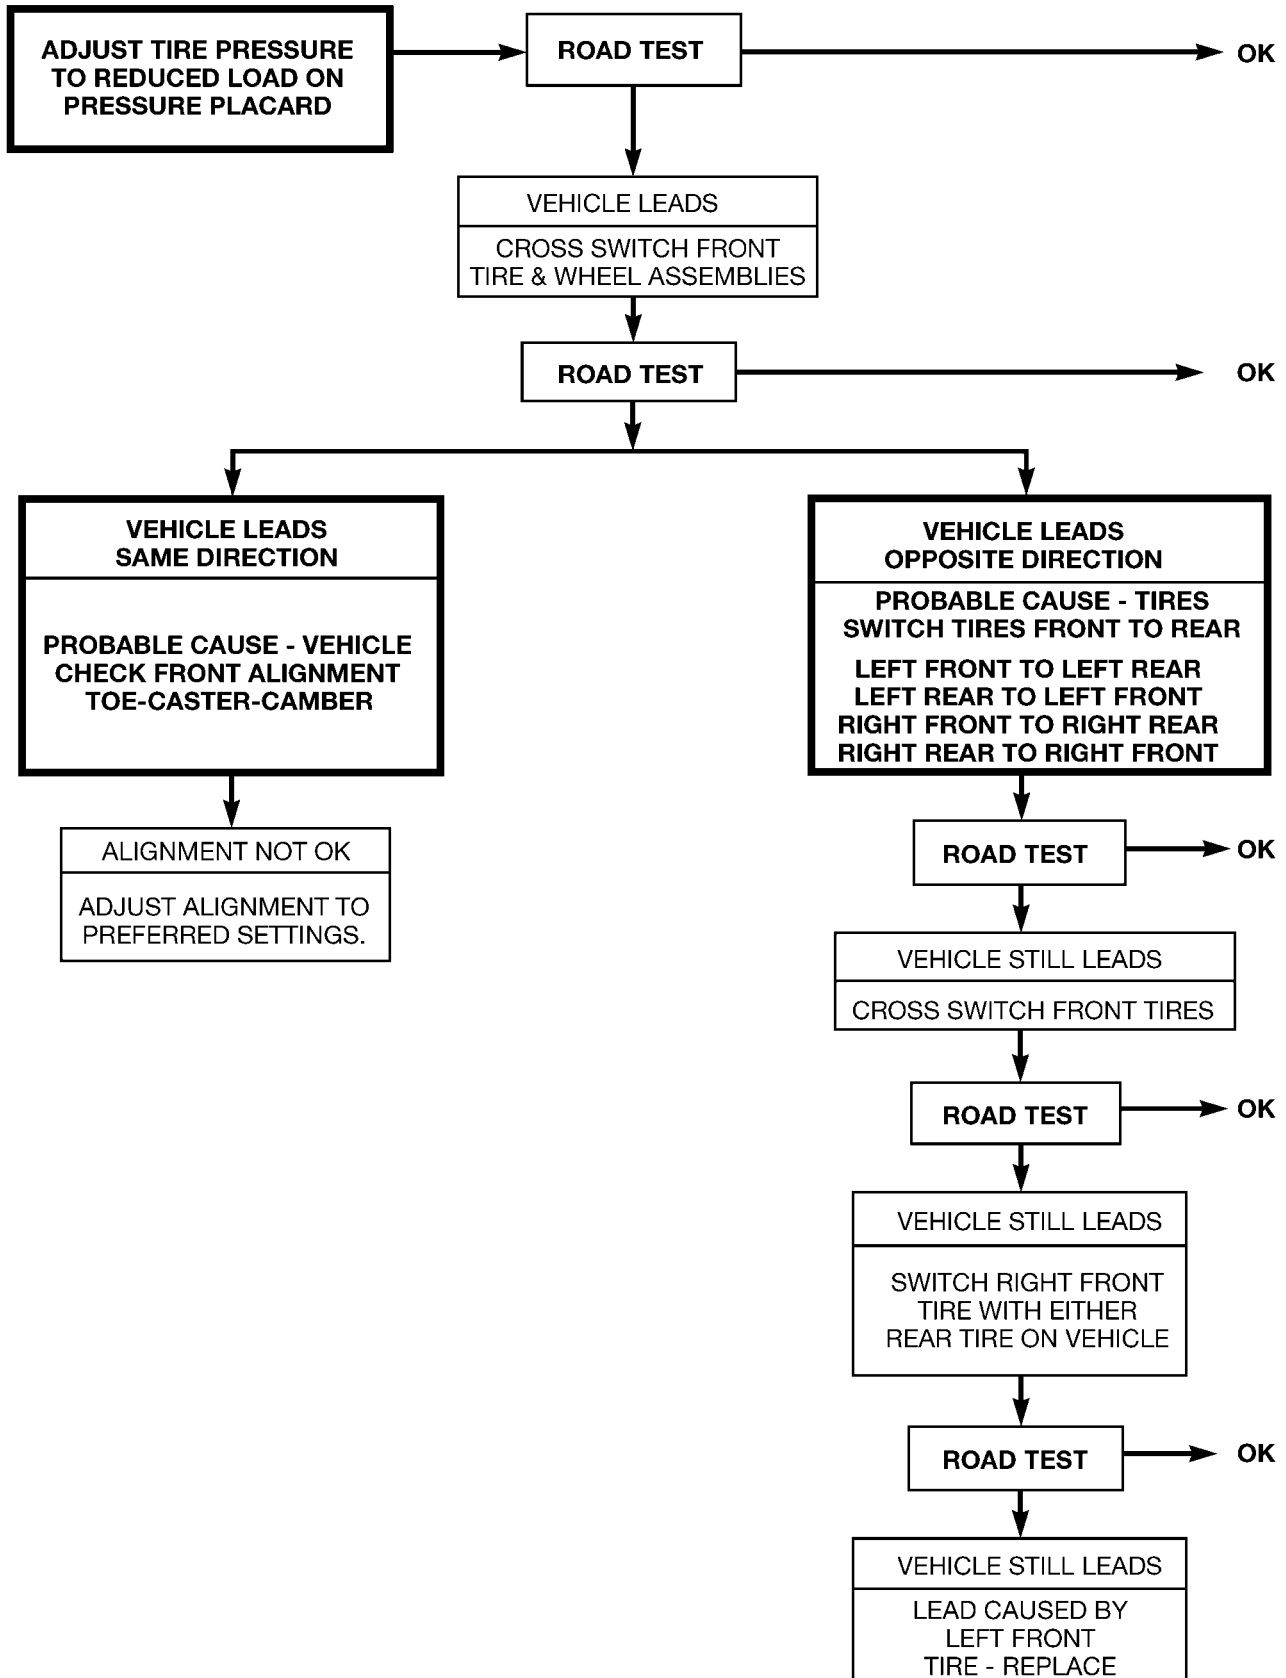 ADJUST TIRE PRESSURE
TO REDUCED LOAD ON
PRESSURE PLACARD
ROAD TEST
OK
VEHICLE LEADS
CROSS SWITCH FRONT
TIRE & WHEEL ASSEMBLIES
ROAD TEST
OK
VEHICLE LEADS
SAME DIRECTION
PROBABLE CAUSE - VEHICLE
CHECK FRONT ALIGNMENT
TOE-CASTER-CAMBER
ALIGNMENT NOT OK
ADJUST ALIGNMENT TO
PREFERRED SETTINGS.
VEHICLE LEADS
OPPOSITE DIRECTION
PROBABLE CAUSE - TIRES
SWITCH TIRES FRONT TO REAR
LEFT FRONT TO LEFT REAR
LEFT REAR TO LEFT FRONT
RIGHT FRONT TO RIGHT REAR
RIGHT REAR TO RIGHT FRONT
ROAD TEST
OK
VEHICLE STILL LEADS
CROSS SWITCH FRONT TIRES
ROAD TEST
OK
VEHICLE STILL LEADS
SWITCH RIGHT FRONT
TIRE WITH EITHER
REAR TIRE ON VEHICLE
ROAD TEST
OK
VEHICLE STILL LEADS
LEAD CAUSED BY
LEFT FRONT
TIRE - REPLACE